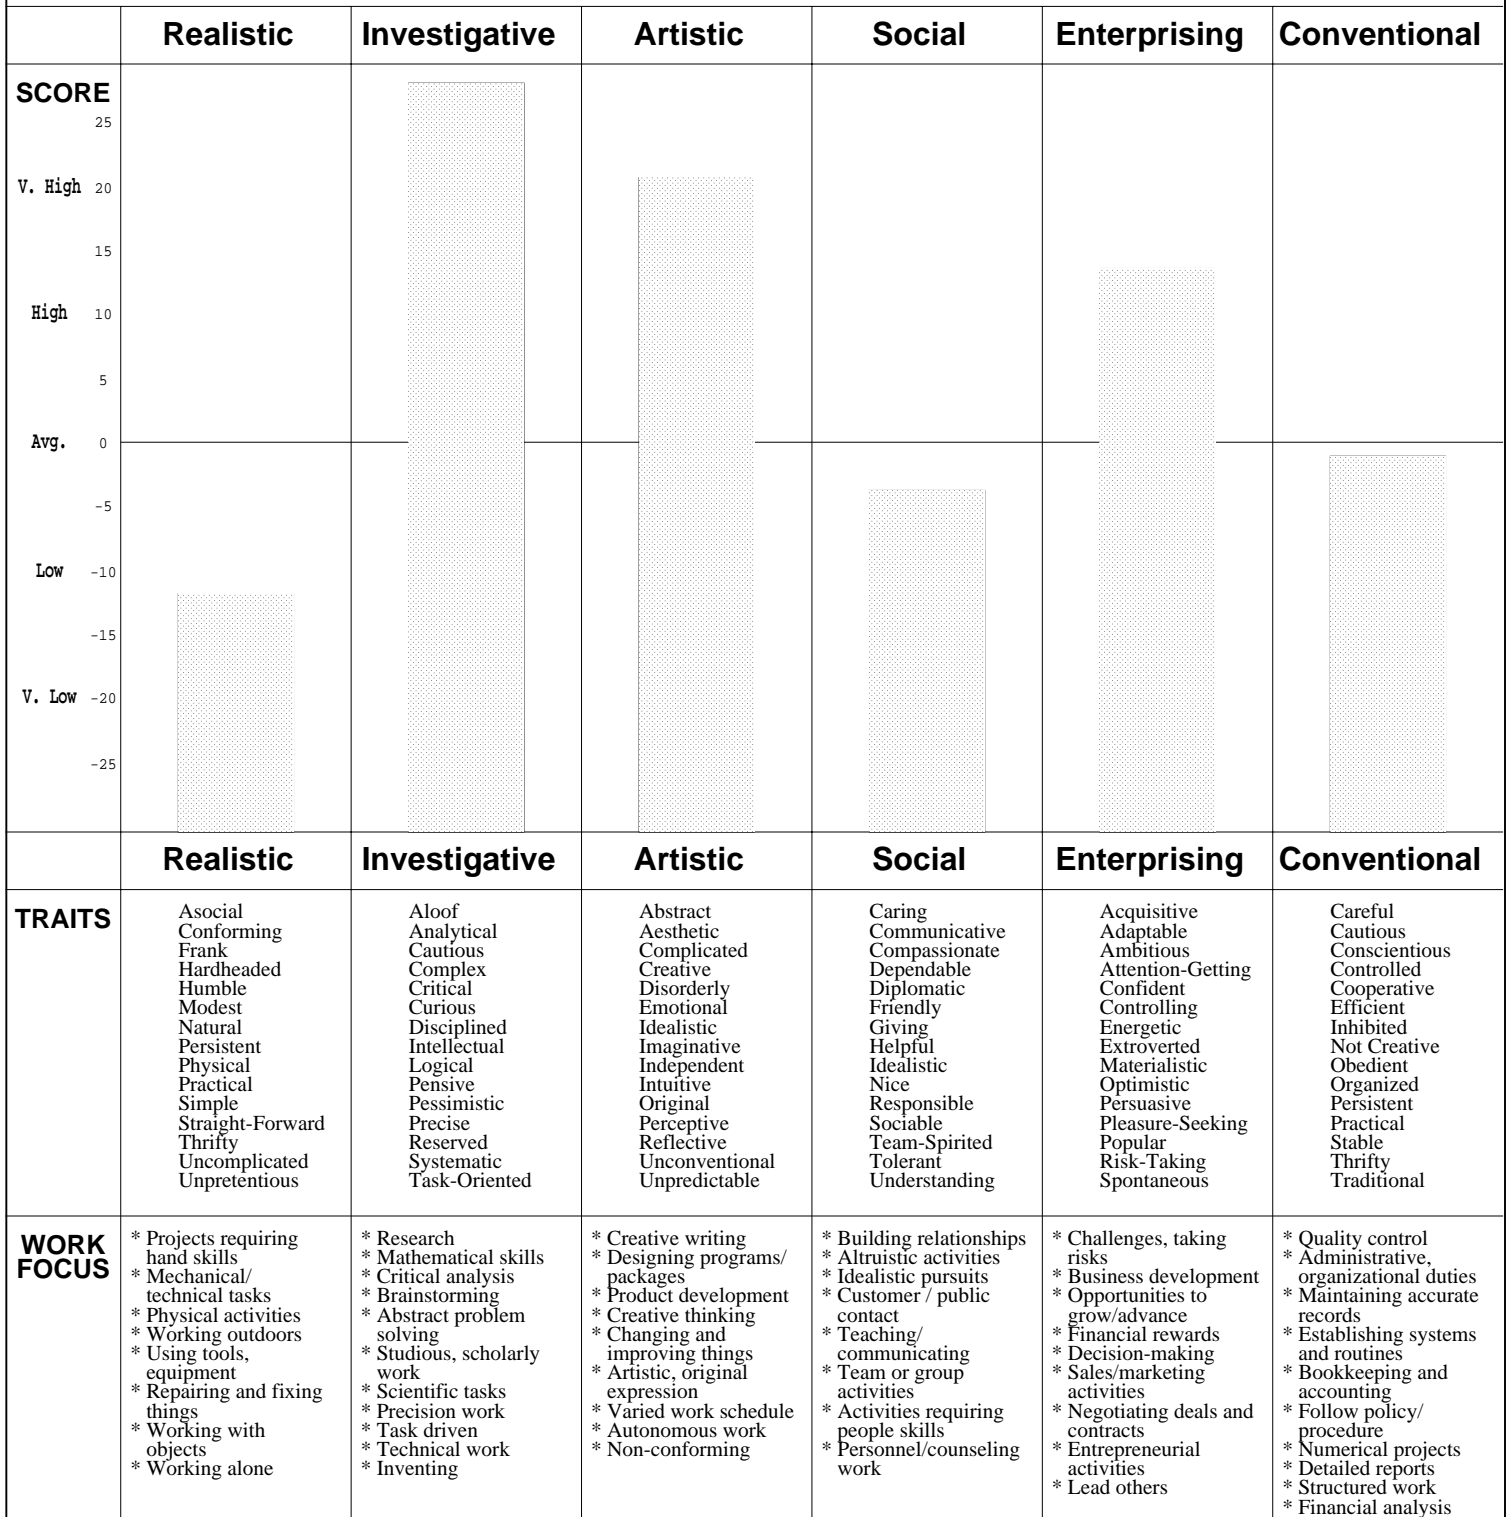 Realistic Investigative Artistic Social Enterprising Conventional
SCORE
25
V. High 20
15
High 10
5
Avg. 0
-5
Low -10
-15
V. Low -20
-25
Realistic Investigative Artistic Social Enterprising Conventional
TRAITS
Asocial
Conforming
Frank
Hardheaded
Humble
Modest
Natural
Persistent
Physical
Practical
Simple
Straight-Forward
Thrifty
Uncomplicated
Unpretentious
Aloof
Analytical
Cautious
Complex
Critical
Curious
Disciplined
Intellectual
Logical
Pensive
Pessimistic
Precise
Reserved
Systematic
Task-Oriented
Abstract
Aesthetic
Complicated
Creative
Disorderly
Emotional
Idealistic
Imaginative
Independent
Intuitive
Original
Perceptive
Reflective
Unconventional
Unpredictable
Caring
Communicative
Compassionate
Dependable
Diplomatic
Friendly
Giving
Helpful
Idealistic
Nice
Responsible
Sociable
Team-Spirited
Tolerant
Understanding
Acquisitive
Adaptable
Ambitious
Attention-Getting
Confident
Controlling
Energetic
Extroverted
Materialistic
Optimistic
Persuasive
Pleasure-Seeking
Popular
Risk-Taking
Spontaneous
Careful
Cautious
Conscientious
Controlled
Cooperative
Efficient
Inhibited
Not Creative
Obedient
Organized
Persistent
Practical
Stable
Thrifty
Traditional
WORK
FOCUS
* Projects requiring
hand skills
* Mechanical/
technical tasks
* Physical activities
* Working outdoors
* Using tools,
equipment
* Repairing and fixing
things
* Working with
objects
* Working alone
* Research
* Mathematical skills
* Critical analysis
* Brainstorming
* Abstract problem
solving
* Studious, scholarly
work
* Scientific tasks
* Precision work
* Task driven
* Technical work
* Inventing
* Creative writing
* Designing programs/
packages
* Product development
* Creative thinking
* Changing and
improving things
* Artistic, original
expression
* Varied work schedule
* Autonomous work
* Non-conforming
* Building relationships
* Altruistic activities
* Idealistic pursuits
* Customer / public
contact
* Teaching/
communicating
* Team or group
activities
* Activities requiring
people skills
* Personnel/counseling
work
* Challenges, taking
risks
* Business development
* Opportunities to
grow/advance
* Financial rewards
* Decision-making
* Sales/marketing
activities
* Negotiating deals and
contracts
* Entrepreneurial
activities
* Lead others
* Quality control
* Administrative,
organizational duties
* Maintaining accurate
records
* Establishing systems
and routines
* Bookkeeping and
accounting
* Follow policy/
procedure
* Numerical projects
* Detailed reports
* Structured work
* Financial analysis